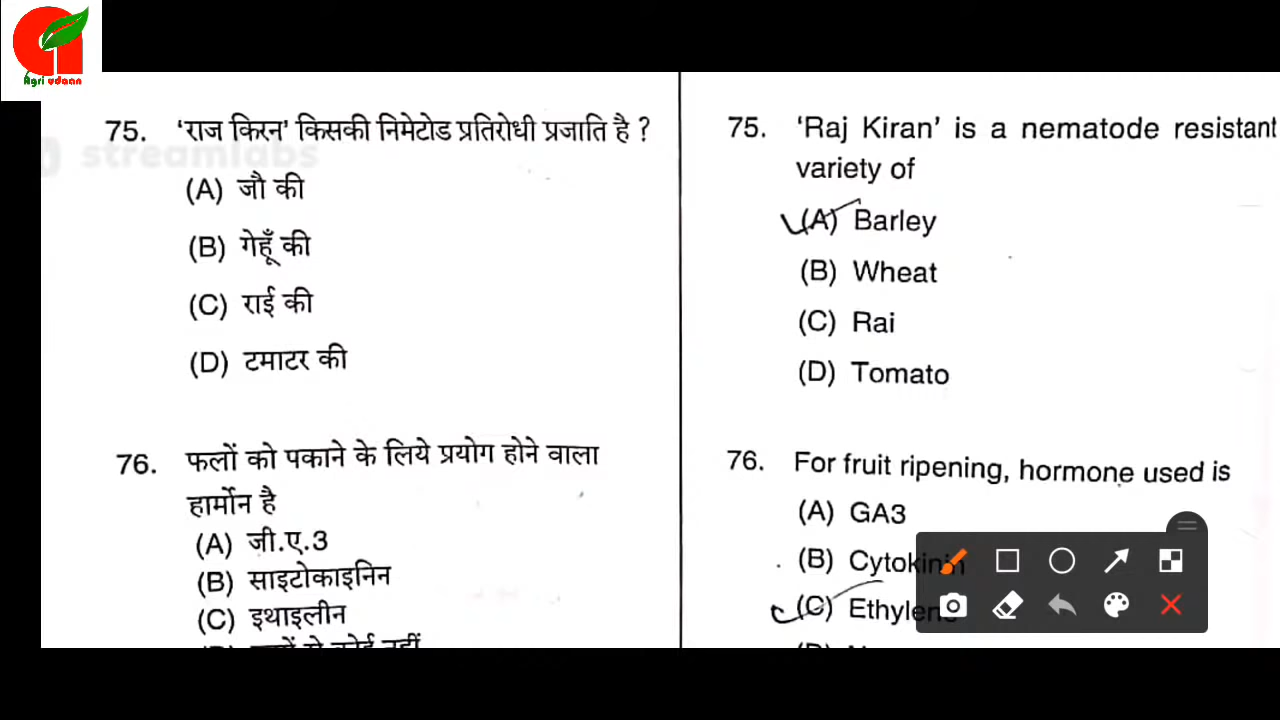 Agri udaan
streamlabs
75. 'राज किरन' किसकी निमेटोड प्रतिरोधी प्रजाति है ?
(A) जौ की
(B) गेहूँ की
(C) राई की
(D) टमाटर की
76. फलों को पकाने के लिये प्रयोग होने वाला
हार्मोन है
(A) जी.ए.3
(B) साइटोकाइनिन
(C) इथाइलीन
75. 'Raj Kiran' is a nematode resistant
variety of
(A) Barley
(B) Wheat
(C) Rai
(D) Tomato
76. For fruit ripening, hormone used is
(A) GA3
(B) Cytokinin
(C) Ethylene